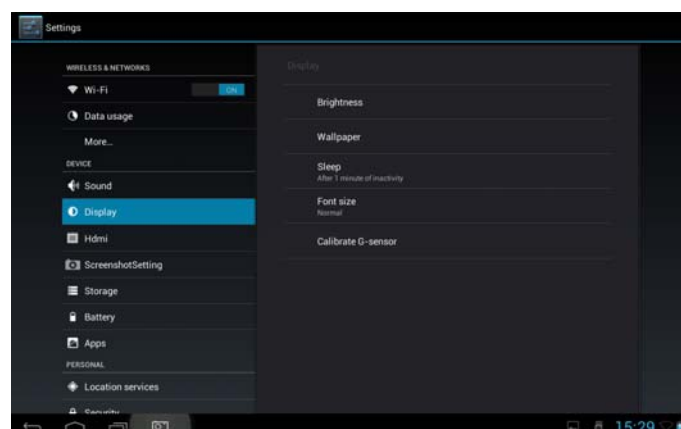 Settings
WIRELESS & NETWORKS
Wi-Fi ON
Data usage
More...
DEVICE
Sound
Display
Hdmi
ScreenshotSetting
Storage
Battery
Apps
PERSONAL
Location services
Security
Display
Brightness
Wallpaper
Sleep
After 1 minute of inactivity
Font size
Normal
Calibrate G-sensor
15:29